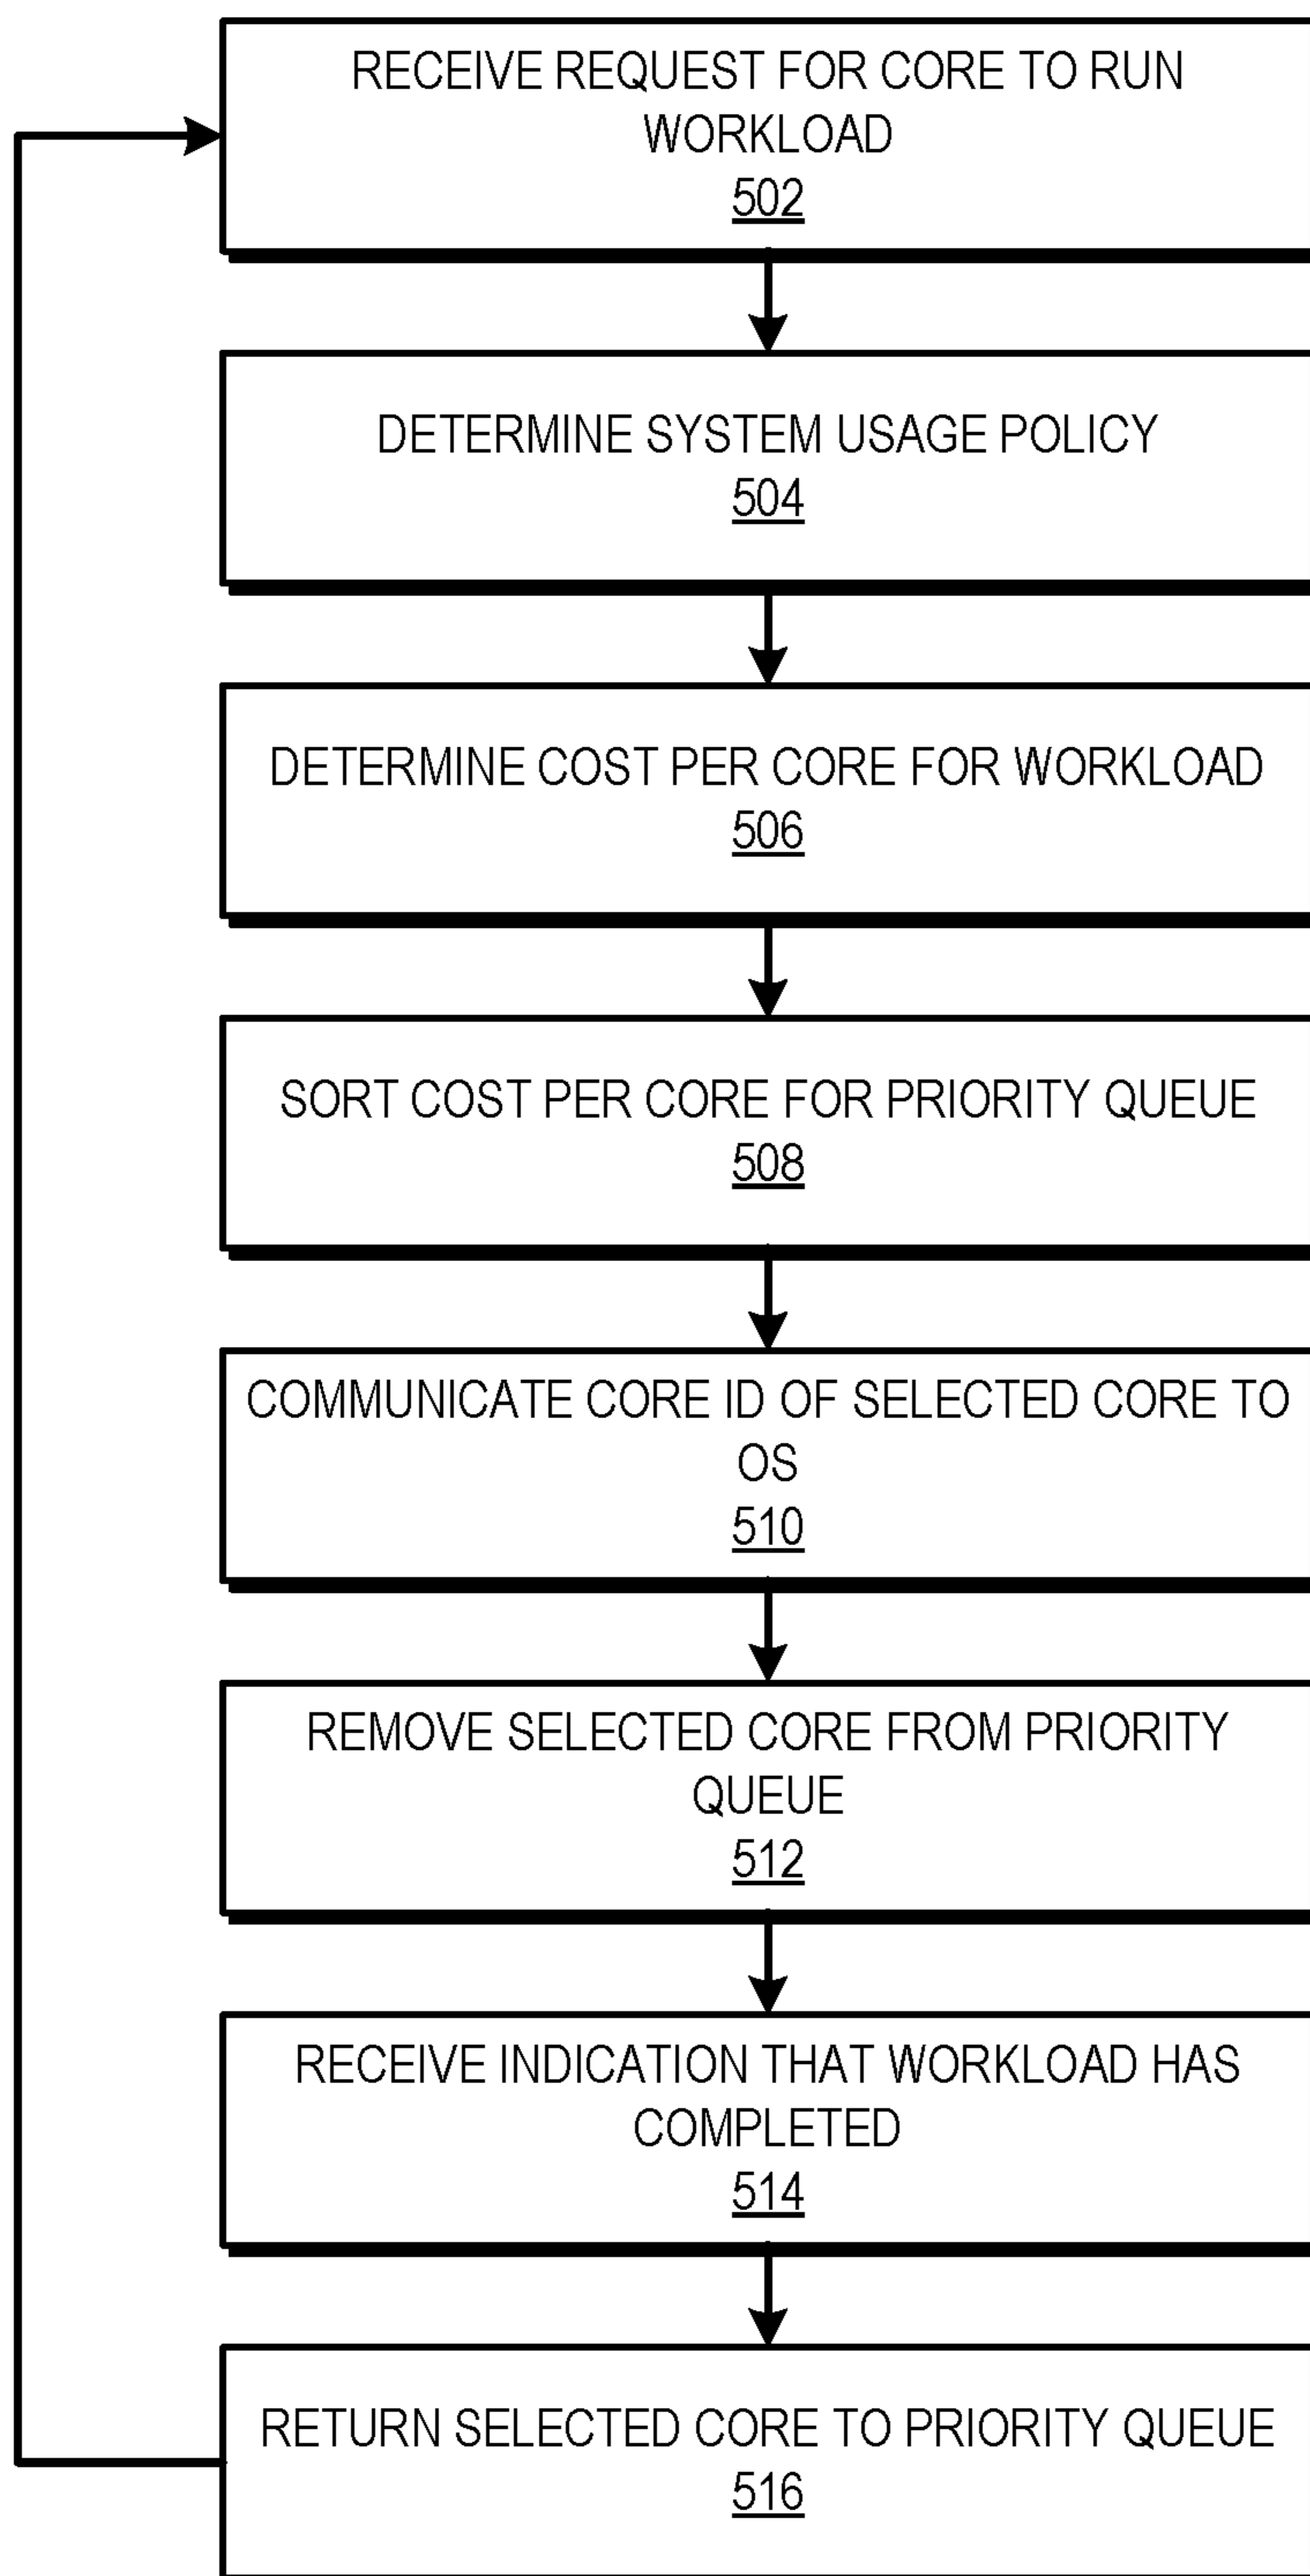 RECEIVE REQUEST FOR CORE TO RUN
WORKLOAD
502
DETERMINE SYSTEM USAGE POLICY
504
DETERMINE COST PER CORE FOR WORKLOAD
506
SORT COST PER CORE FOR PRIORITY QUEUE
508
COMMUNICATE CORE ID OF SELECTED CORE TO
OS
510
REMOVE SELECTED CORE FROM PRIORITY
QUEUE
512
RECEIVE INDICATION THAT WORKLOAD HAS
COMPLETED
514
RETURN SELECTED CORE TO PRIORITY QUEUE
516